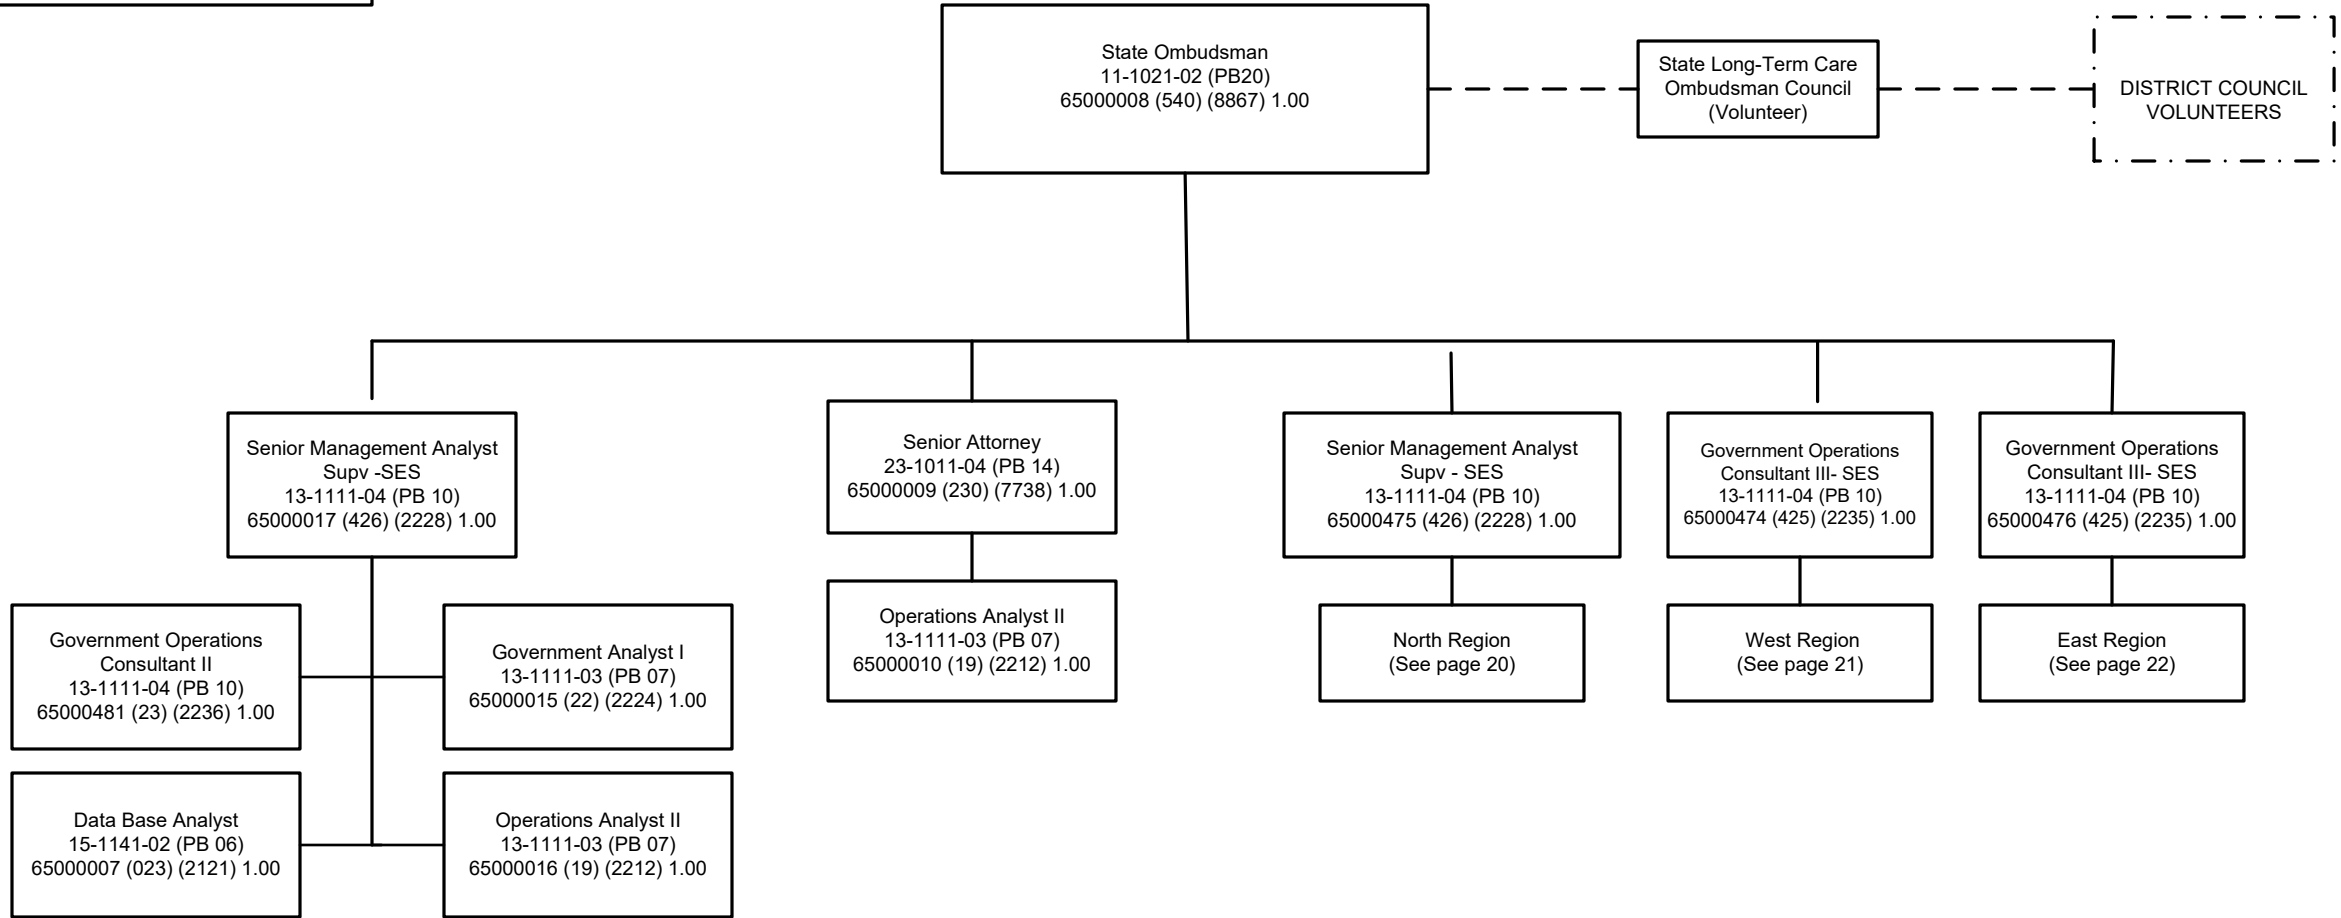 State Ombudsman
11-1021-02 (PB20)
65000008 (540) (8867) 1.00
State Long-Term Care
Ombudsman Council
(Volunteer)
DISTRICT COUNCIL
VOLUNTEERS
Senior Management Analyst
Supv -SES
13-1111-04 (PB 10)
65000017 (426) (2228) 1.00
Senior Attorney
23-1011-04 (PB 14)
65000009 (230) (7738) 1.00
Senior Management Analyst
Supv - SES
13-1111-04 (PB 10)
65000475 (426) (2228) 1.00
Government Operations
Consultant III- SES
13-1111-04 (PB 10)
65000474 (425) (2235) 1.00
Government Operations
Consultant III- SES
13-1111-04 (PB 10)
65000476 (425) (2235) 1.00
Government Operations
Consultant II
13-1111-04 (PB 10)
65000481 (23) (2236) 1.00
Government Analyst I
13-1111-03 (PB 07)
65000015 (22) (2224) 1.00
Operations Analyst II
13-1111-03 (PB 07)
65000010 (19) (2212) 1.00
North Region
(See page 20)
West Region
(See page 21)
East Region
(See page 22)
Data Base Analyst
15-1141-02 (PB 06)
65000007 (023) (2121) 1.00
Operations Analyst II
13-1111-03 (PB 07)
65000016 (19) (2212) 1.00